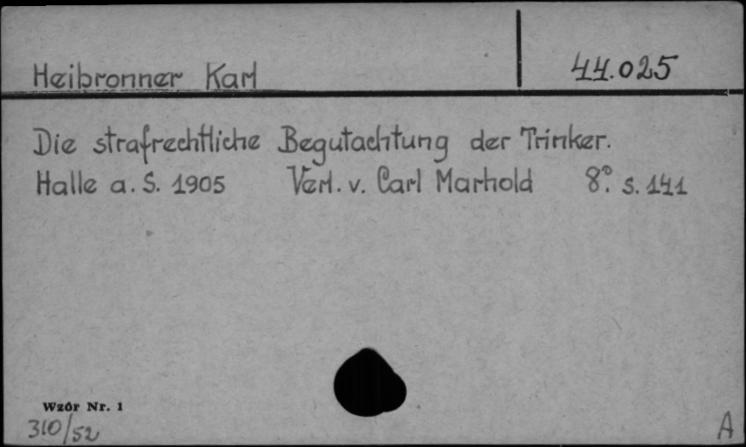 Heibronner Karl 44.025
Die strafrechtliche Begutachtung der Trinker.
Halle a. S. 1905 Verl. v. Carl Marhold 8° s. 141
Wzór Nr. 1
310/52 A